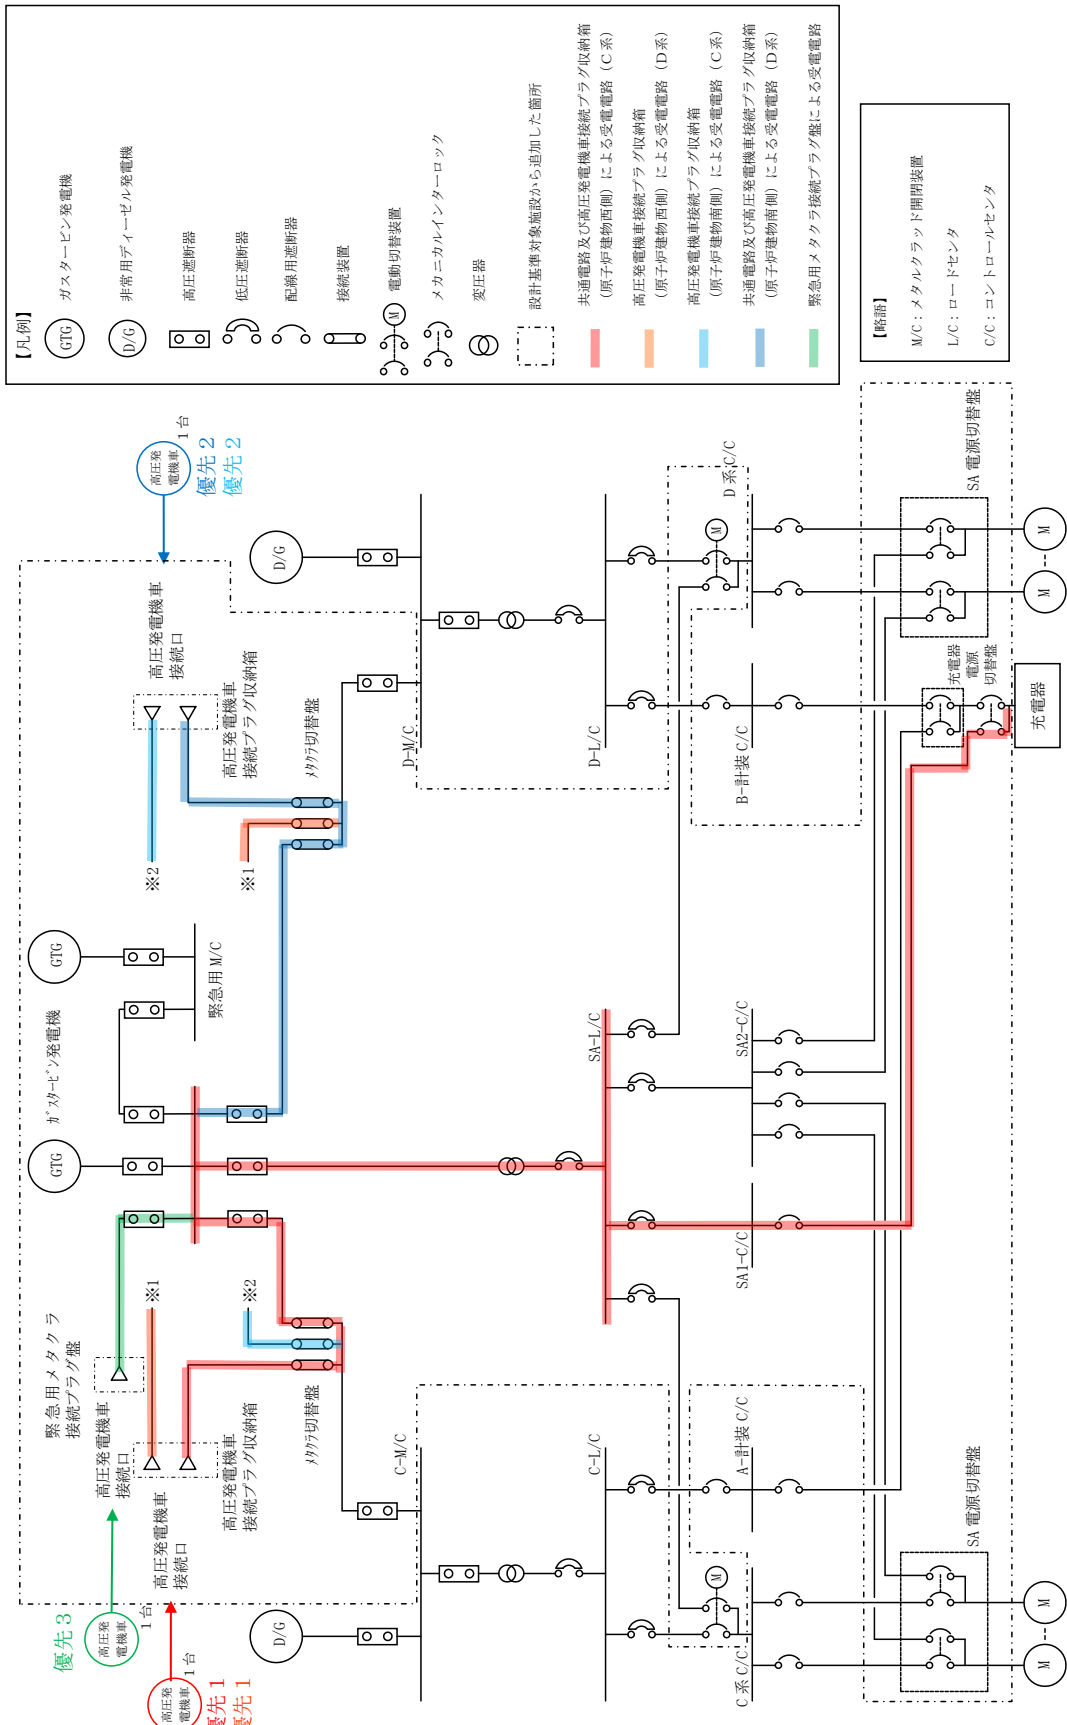 【凡例】
GTG
ガスタービン発電機
D/G
非常用ディーゼル発電機
高圧遮断器
低圧遮断器
配線用遮断器
接続装置
M
電動切替装置
メカニカルインターロック
変圧器
設計基準対象施設から追加した箇所
共通電路及び高圧発電機車接続プラグ収納箱
(原子炉建物西側) による受電電路 (C系)
高圧発電機車接続プラグ収納箱
(原子炉建物西側) による受電電路 (D系)
高圧発電機車接続プラグ収納箱
(原子炉建物南側) による受電電路 (C系)
共通電路及び高圧発電機車接続プラグ収納箱
(原子炉建物南側) による受電電路 (D系)
緊急用メタクラ接続プラグ盤による受電電路
【略語】
M/C：メタルクラッド開閉装置
L/C：ロードセンタ
C/C：コントロールセンタ
優先3
高圧発
電機車
1台
高圧発
電機車
1台
優先1
優先1
緊急用メタクラ
接続プラグ盤
高圧発電機車
接続口
高圧発電機車
接続口
高圧発電機車
接続プラグ収納箱
※1
※2
メタクラ切替盤
GTG
ガスタービン発電機
GTG
緊急用M/C
※2
※1
高圧発電機車
接続口
高圧発電機車
接続プラグ収納箱
メタクラ切替盤
高圧発
電機車
1台
優先2
優先2
D/G
D/G
C-M/C
D-M/C
C-L/C
SA-L/C
D-L/C
M
M
C系C/C
A-計装C/C
SA1-C/C
SA2-C/C
B-計装C/C
D系C/C
SA電源切替盤
充電器
電源
切替盤
SA電源切替盤
M
M
充電器
M
M